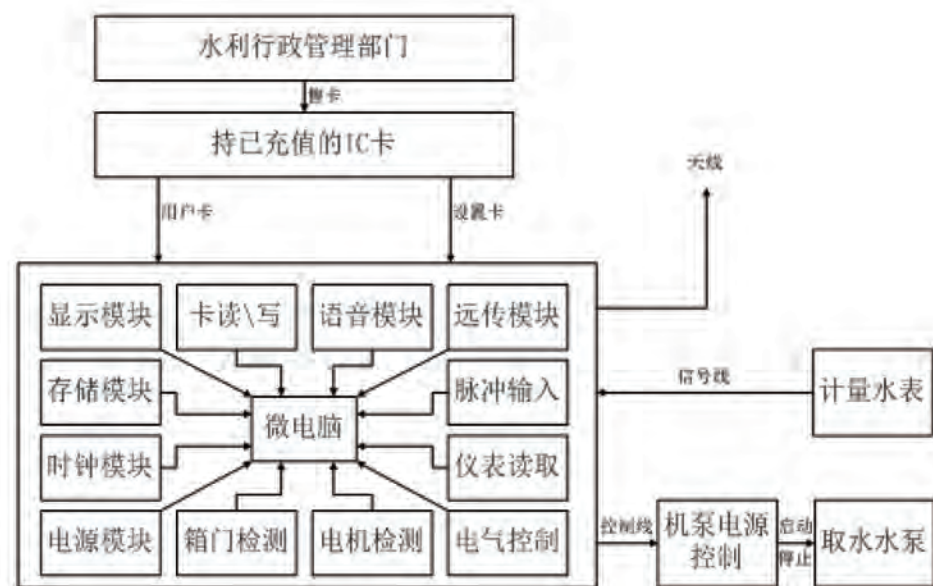 水利行政管理部门
售卡
持已充值的IC卡
用户卡
设置卡
天线
显示模块
卡读\写
语音模块
远传模块
存储模块
脉冲输入
微电脑
时钟模块
仪表读取
电源模块
箱门检测
电机检测
电气控制
信号线
计量水表
控制线
机泵电源
控制
启动
停止
取水水泵